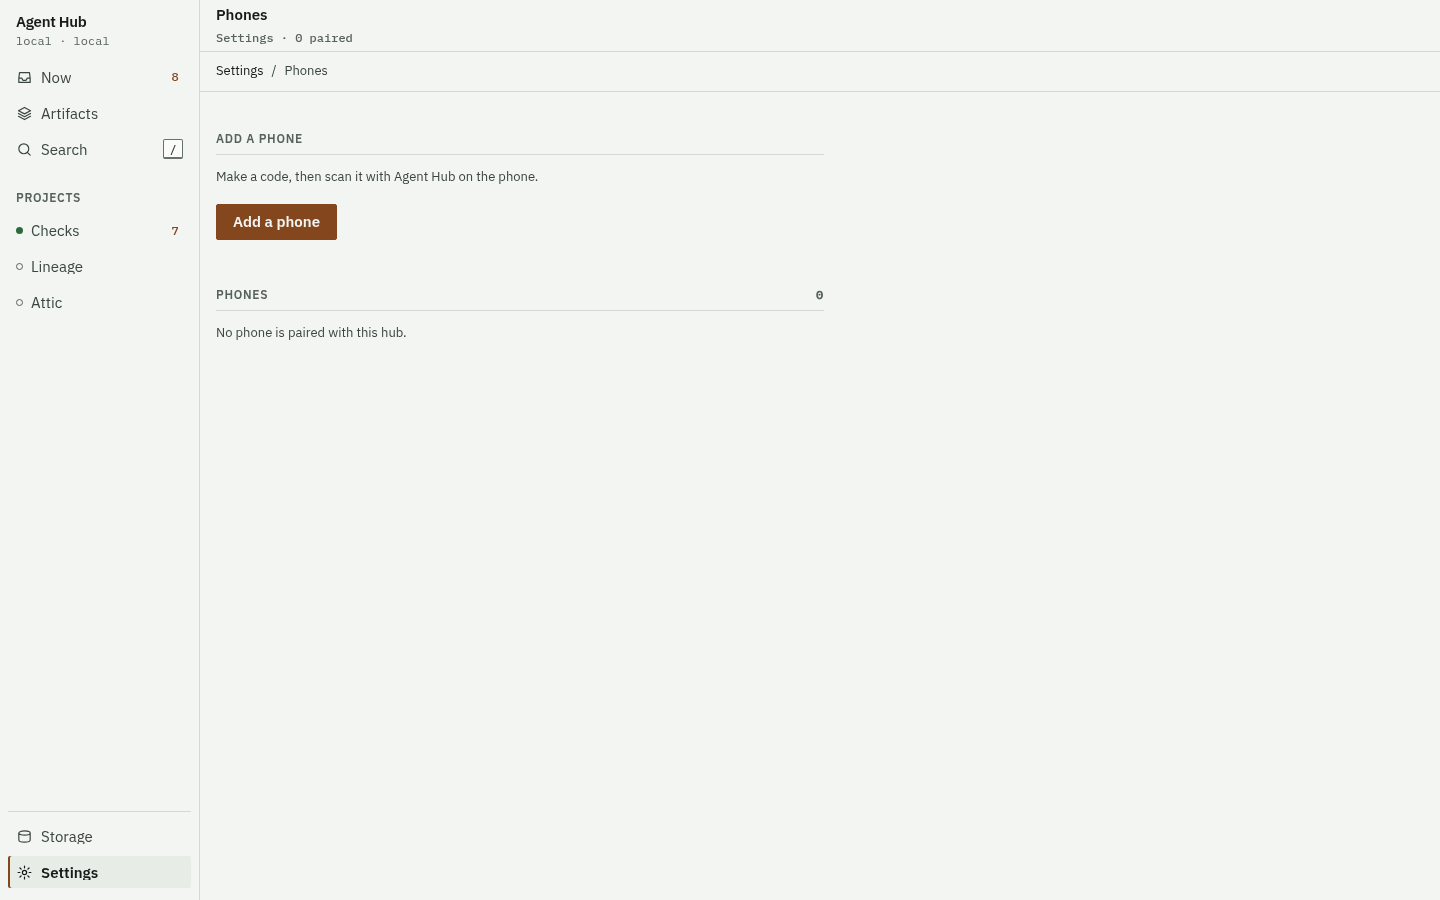 Agent Hub
local · local
Now 8
Artifacts
Search /
PROJECTS
Checks 7
Lineage
Attic
Storage
Settings
Phones
Settings · 0 paired
Settings / Phones
ADD A PHONE
Make a code, then scan it with Agent Hub on the phone.
Add a phone
PHONES 0
No phone is paired with this hub.